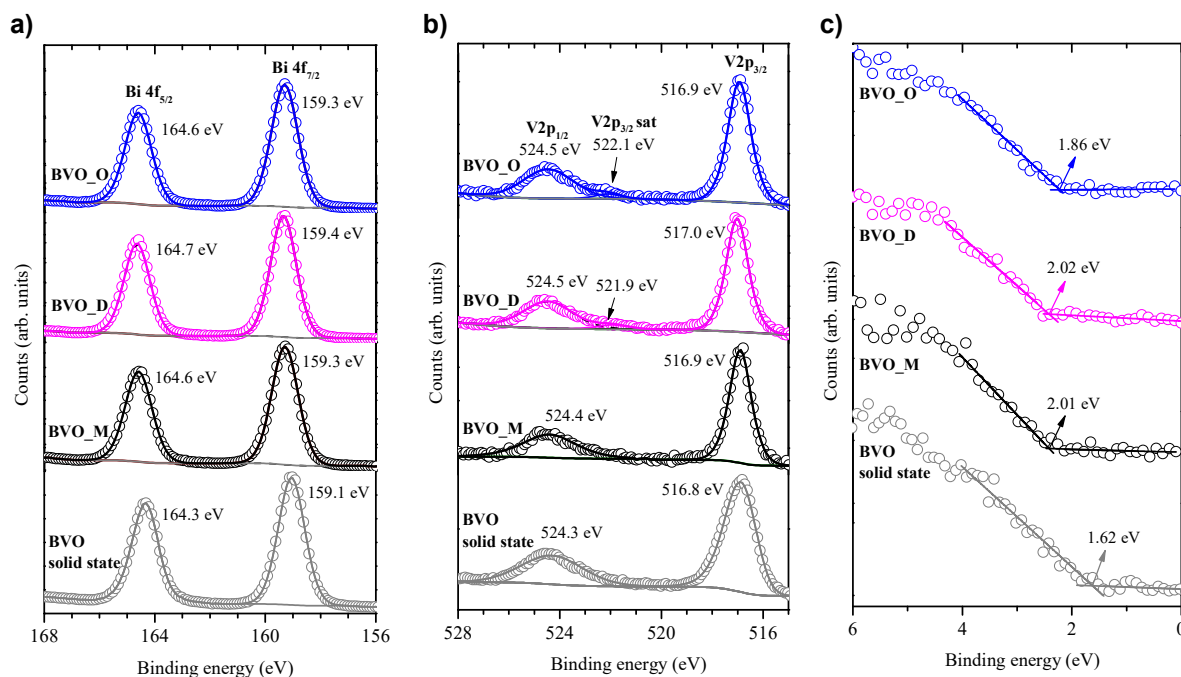 a)
Bi 4f5/2
Bi 4f7/2
164.6 eV
159.3 eV
BVO_O
164.7 eV
159.4 eV
BVO_D
164.6 eV
159.3 eV
BVO_M
164.3 eV
159.1 eV
BVO
solid state
Counts (arb. units)
168 164 160 156
Binding energy (eV)
b)
V2p3/2
516.9 eV
V2p1/2
524.5 eV
V2p3/2 sat
522.1 eV
BVO_O
517.0 eV
524.5 eV
521.9 eV
BVO_D
516.9 eV
524.4 eV
BVO_M
516.8 eV
524.3 eV
BVO
solid state
Counts (arb. units)
528 524 520 516
Binding energy (eV)
c)
BVO_O
1.86 eV
BVO_D
2.02 eV
BVO_M
2.01 eV
BVO
solid state
1.62 eV
Counts (arb. units)
6 4 2 0
Binding energy (eV)